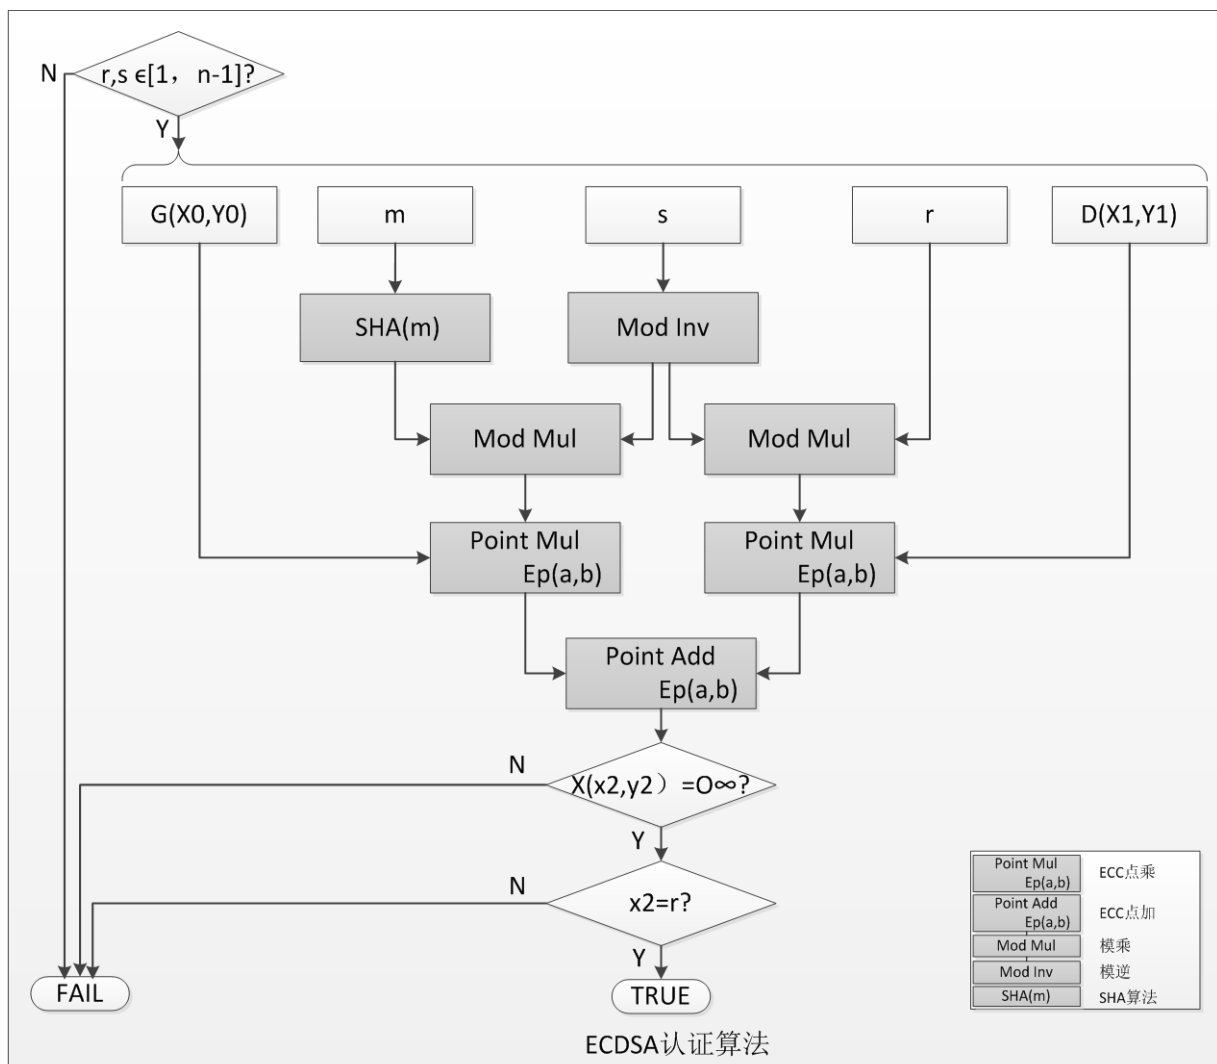 r,s ϵ[1，n-1]?
N
Y
G(X0,Y0)
m
s
r
D(X1,Y1)
SHA(m)
Mod Inv
Mod Mul
Mod Mul
Point Mul
Ep(a,b)
Point Mul
Ep(a,b)
Point Add
Ep(a,b)
N
X(x2,y2）=O∞?
Y
N
x2=r?
Y
FAIL
TRUE
Point Mul
Ep(a,b)
ECC点乘
Point Add
Ep(a,b)
ECC点加
Mod Mul
模乘
Mod Inv
模逆
SHA(m)
SHA算法
ECDSA认证算法